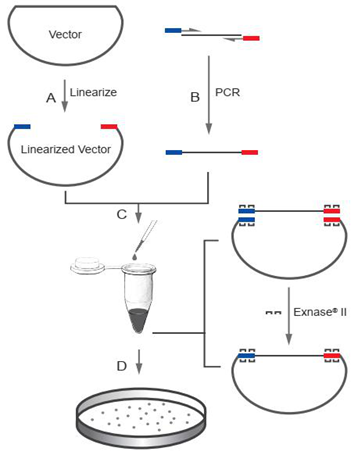 Vector
A
Linearize
B
PCR
Linearized Vector
C
Exnase® II
D